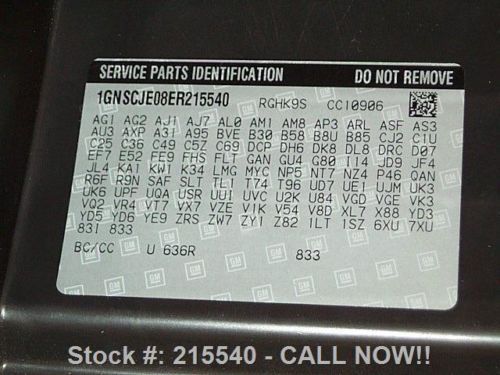 SERVICE PARTS IDENTIFICATION DO NOT REMOVE
1GNSCJE08ER215540 RGHK9S CC10906
AG1 AG2 AJ1 AJ7 AL0 AM1 AM8 AP3 ARL ASF AS3
AU3 AXP A31 A95 BVE B30 B58 B8U B85 CJ2 C1U
C25 C36 C49 C5Z C69 DCP DH6 DK8 DL8 DRC D07
EF7 E52 FE9 FHS FLT GAN GU4 G80 I14 JD9 JF4
JL4 KA1 KW1 K34 LMG MYC NP5 NT7 NZ4 P46 QAN
R6F R9N SAF SLT TL1 T74 T96 UD7 UE1 UJM UK3
UK6 UPF UQA USR UU1 UVC U2K U84 VGD VGE VK3
VQ2 VR4 VT7 VX7 VZE V1K V54 V8D XL7 X88 YD3
YD5 YD6 YE9 ZRS ZW7 ZY1 Z82 1LT 1SZ 6XU 7XU
831 833
BC/CC U 636R 833
GM
Stock #: 215540 - CALL NOW!!